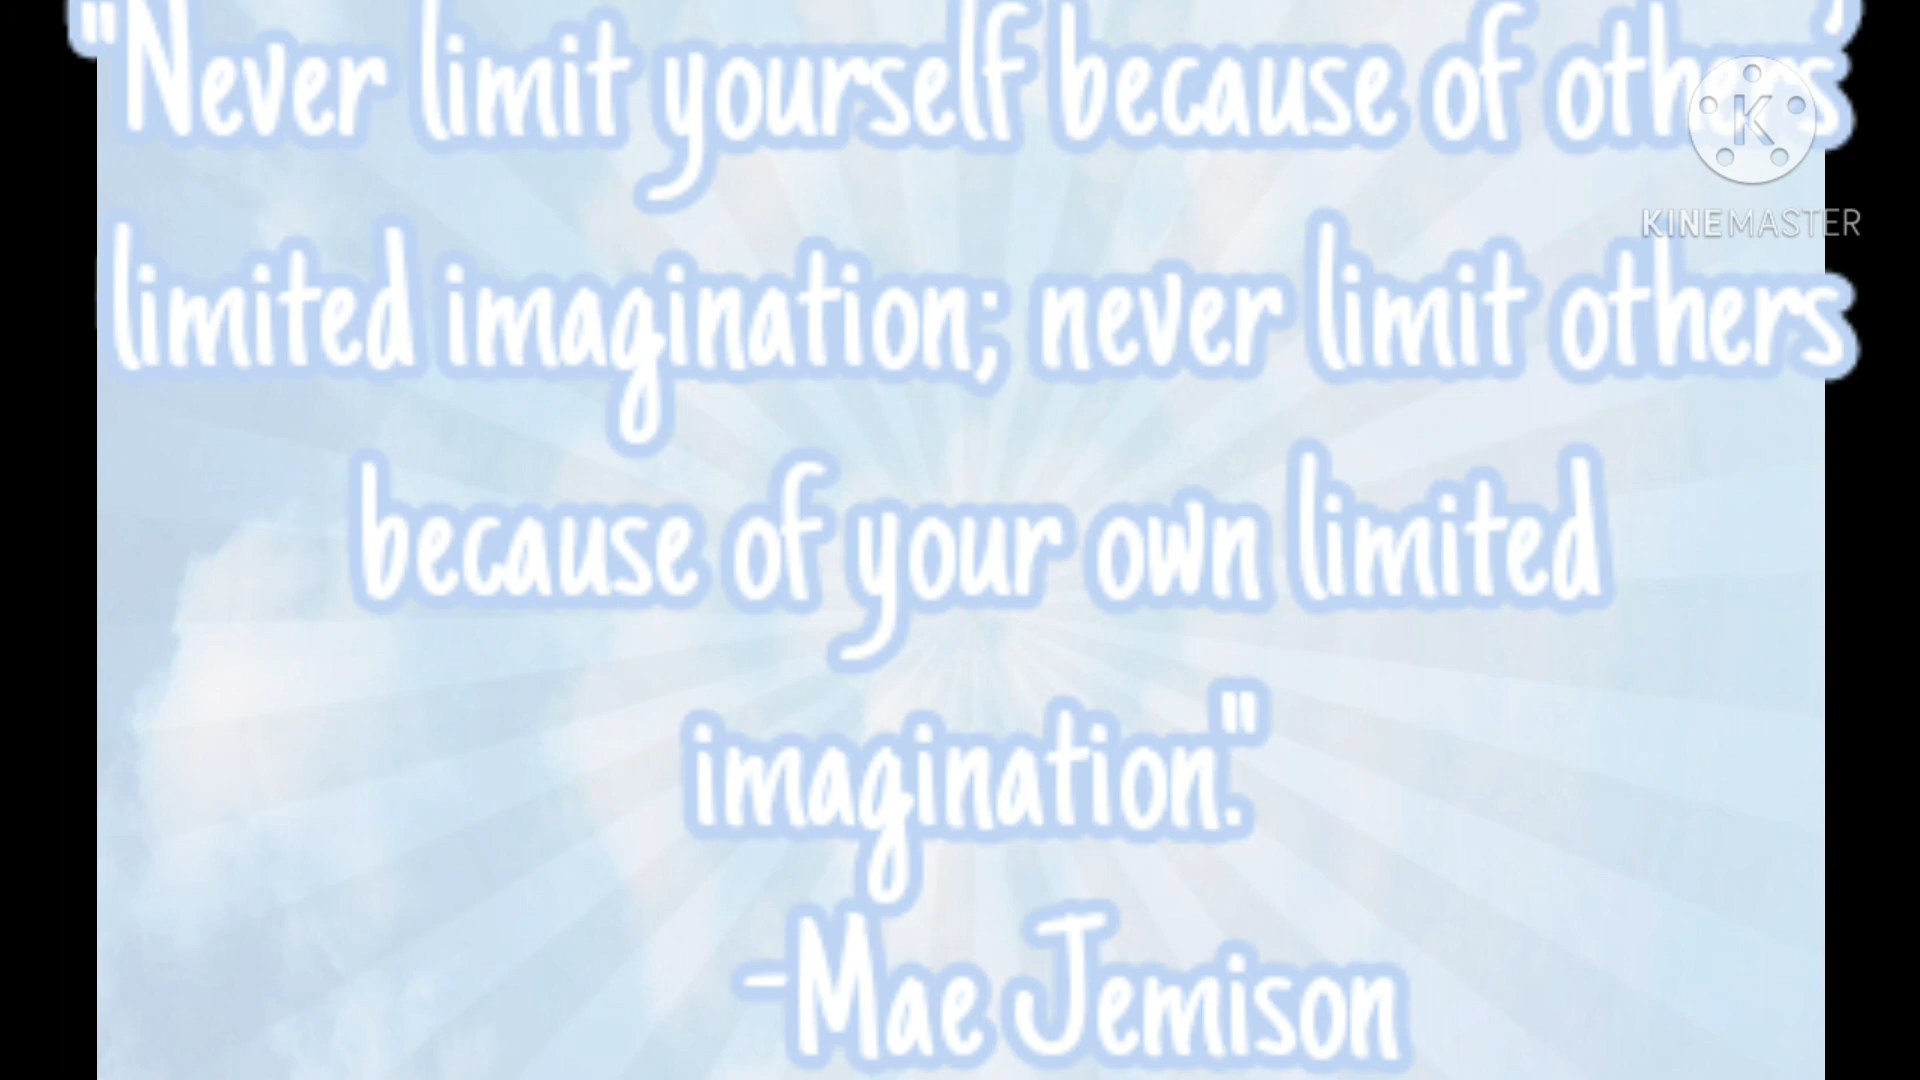 "Never limit yourself because of others'
K
KINEMASTER
limited imagination; never limit others
because of your own limited
imagination."
-Mae Jemison